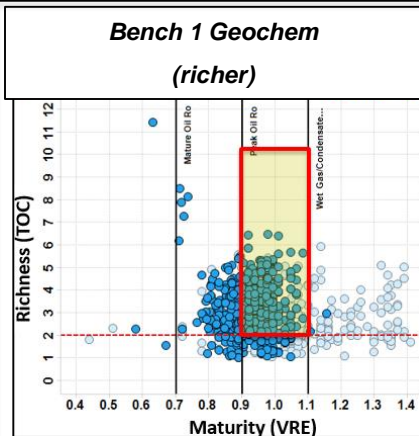 Bench 1 Geochem
(richer)
Mature Oil Ro
Peak Oil Ro
Wet Gas/Condensate...
Richness (TOC)
12
11
10
9
8
7
6
5
4
3
2
1
0
0.4 0.5 0.6 0.7 0.8 0.9 1.0 1.1 1.2 1.3 1.4
Maturity (VRE)